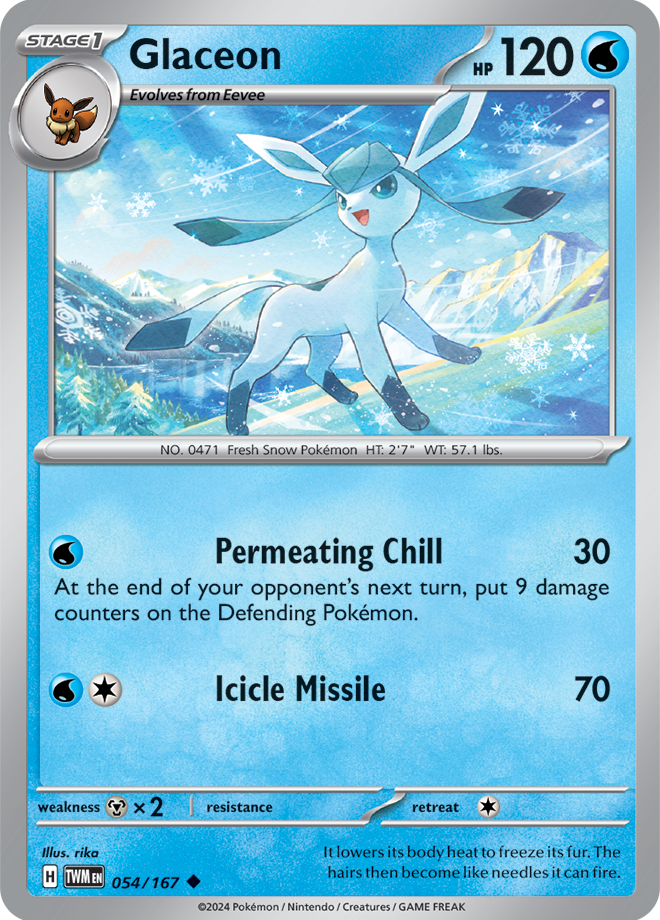 STAGE 1
Glaceon
HP 120
Evolves from Eevee
NO. 0471 Fresh Snow Pokémon HT: 2'7" WT: 57.1 lbs.
Permeating Chill 30
At the end of your opponent's next turn, put 9 damage
counters on the Defending Pokémon.
Icicle Missile 70
weakness ×2 resistance retreat
Illus. rika
H TWM EN 054/167
It lowers its body heat to freeze its fur. The
hairs then become like needles it can fire.
©2024 Pokémon / Nintendo / Creatures / GAME FREAK